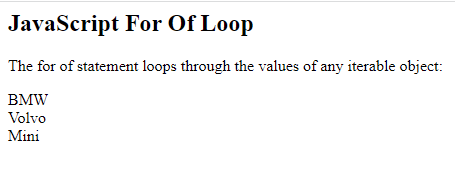 JavaScript For Of Loop
The for of statement loops through the values of any iterable object:
BMW
Volvo
Mini